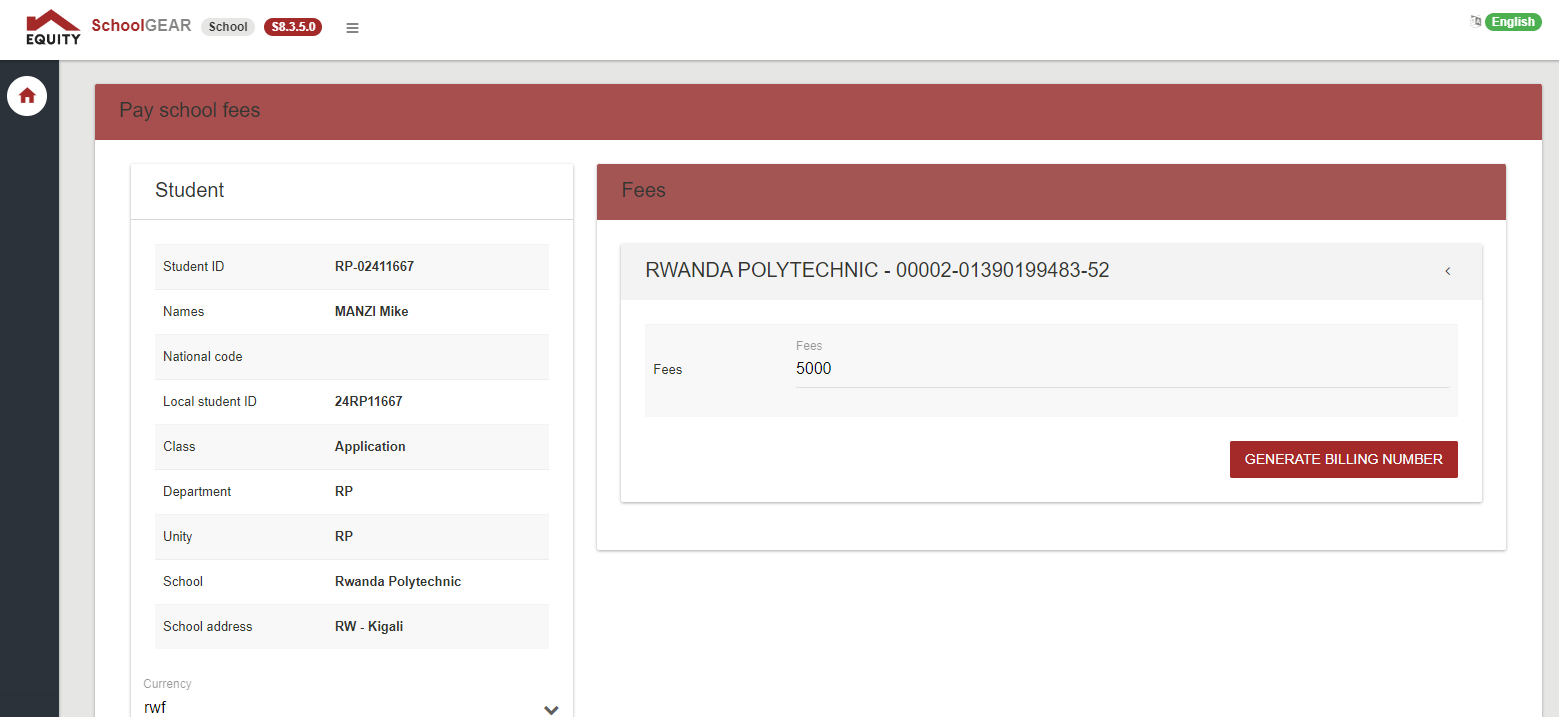 EQUITY
SchoolGEAR School S8.3.5.0
English
Pay school fees
Student
Student ID RP-02411667
Names MANZI Mike
National code
Local student ID 24RP11667
Class Application
Department RP
Unity RP
School Rwanda Polytechnic
School address RW - Kigali
Currency
rwf
Fees
RWANDA POLYTECHNIC - 00002-01390199483-52
Fees
Fees 5000
GENERATE BILLING NUMBER